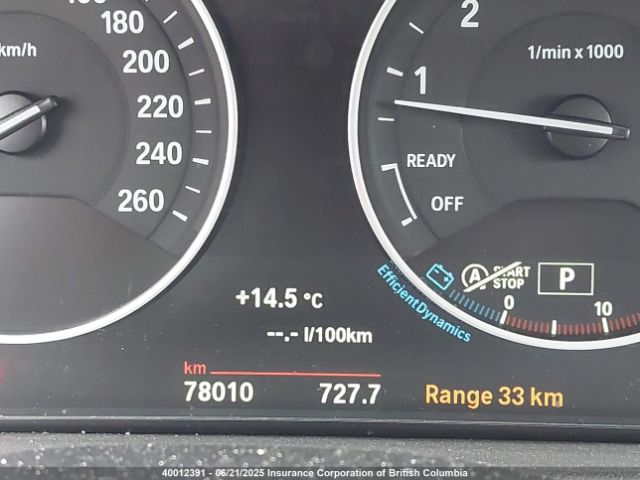 180
200
220
240
260
km/h
2
1
1/min x 1000
READY
OFF
A START
STOP
P
EfficientDynamics
0 10
+14.5 °C
--.- l/100km
km
78010 727.7 Range 33 km
40012391 - 06/21/2025 Insurance Corporation of British Columbia